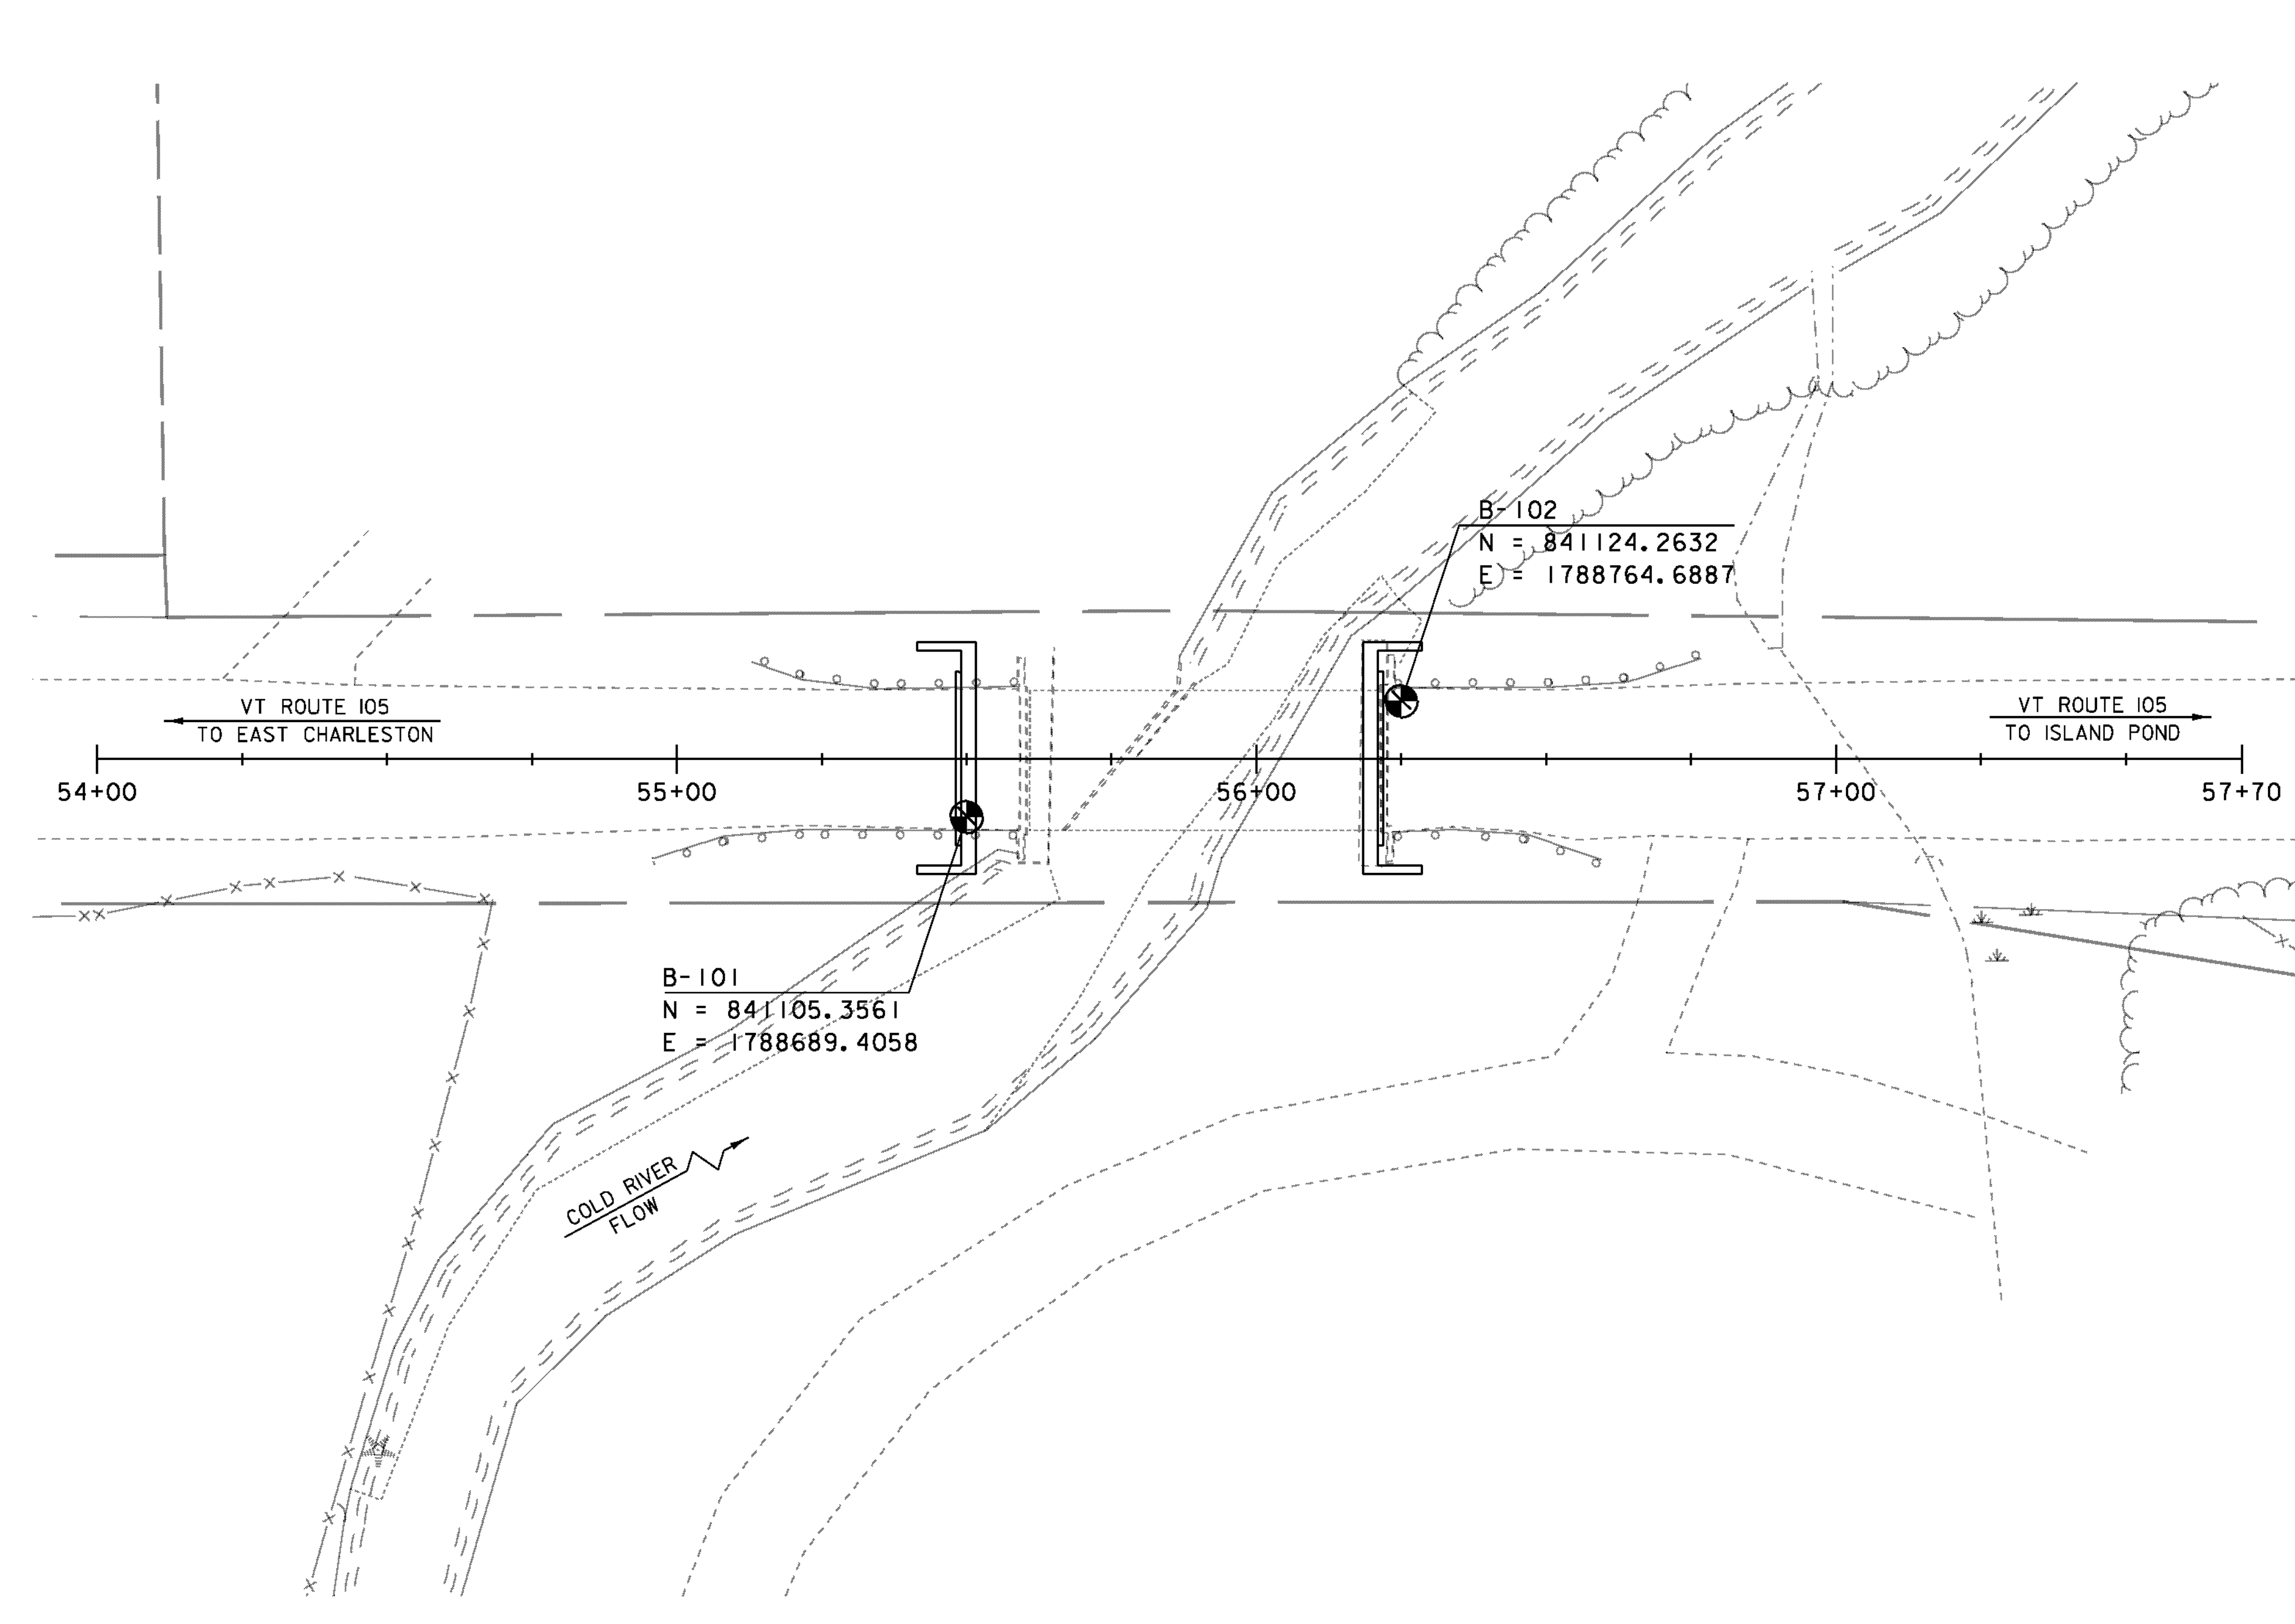 B-102
N = 841124.2632
E = 1788764.6887
VT ROUTE 105
TO EAST CHARLESTON
VT ROUTE 105
TO ISLAND POND
54+00
55+00
56+00
57+00
57+70
B-101
N = 841105.3561
E = 1788689.4058
COLD RIVER
FLOW